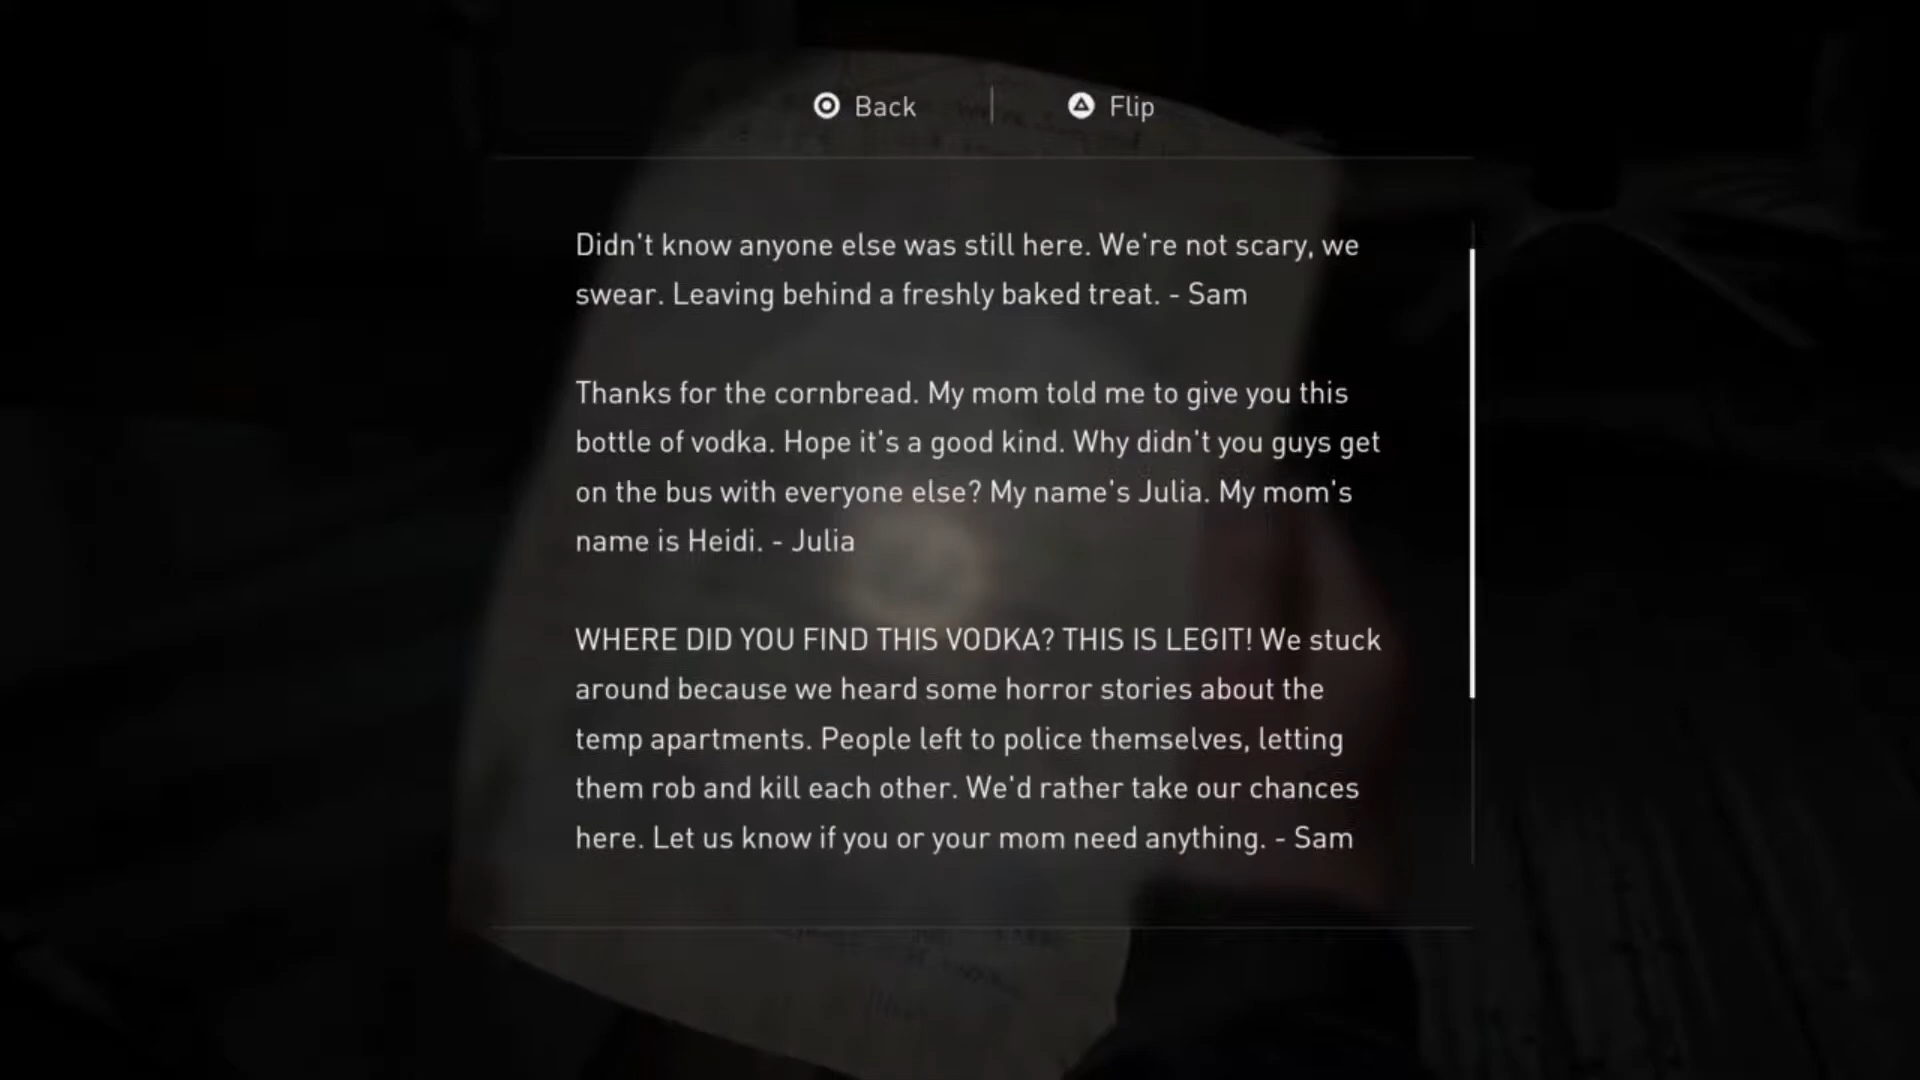 Back | Flip
Didn't know anyone else was still here. We're not scary, we
swear. Leaving behind a freshly baked treat. - Sam
Thanks for the cornbread. My mom told me to give you this
bottle of vodka. Hope it's a good kind. Why didn't you guys get
on the bus with everyone else? My name's Julia. My mom's
name is Heidi. - Julia
WHERE DID YOU FIND THIS VODKA? THIS IS LEGIT! We stuck
around because we heard some horror stories about the
temp apartments. People left to police themselves, letting
them rob and kill each other. We'd rather take our chances
here. Let us know if you or your mom need anything. - Sam